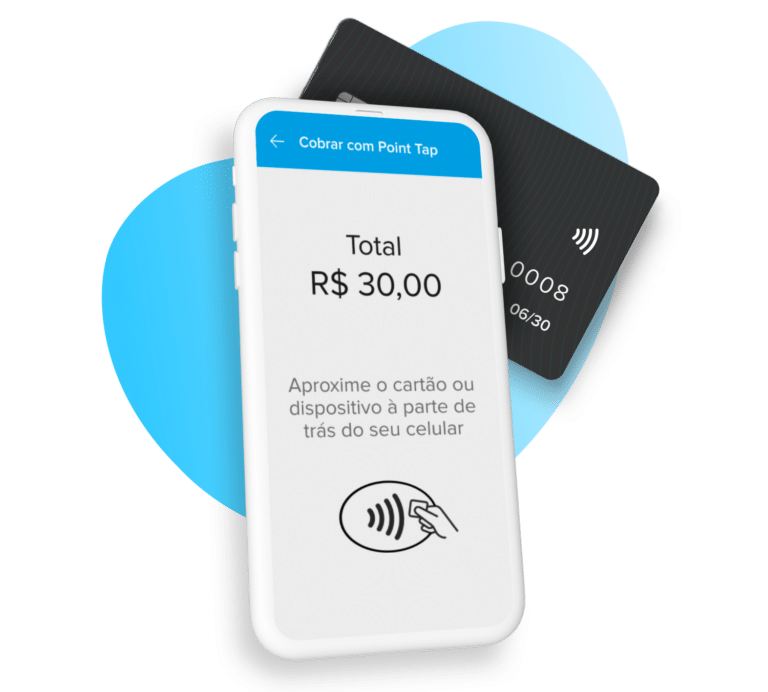 Cobrar com Point Tap
Total
R$ 30,00
Aproxime o cartão ou
dispositivo à parte de
trás do seu celular
0008
06/30